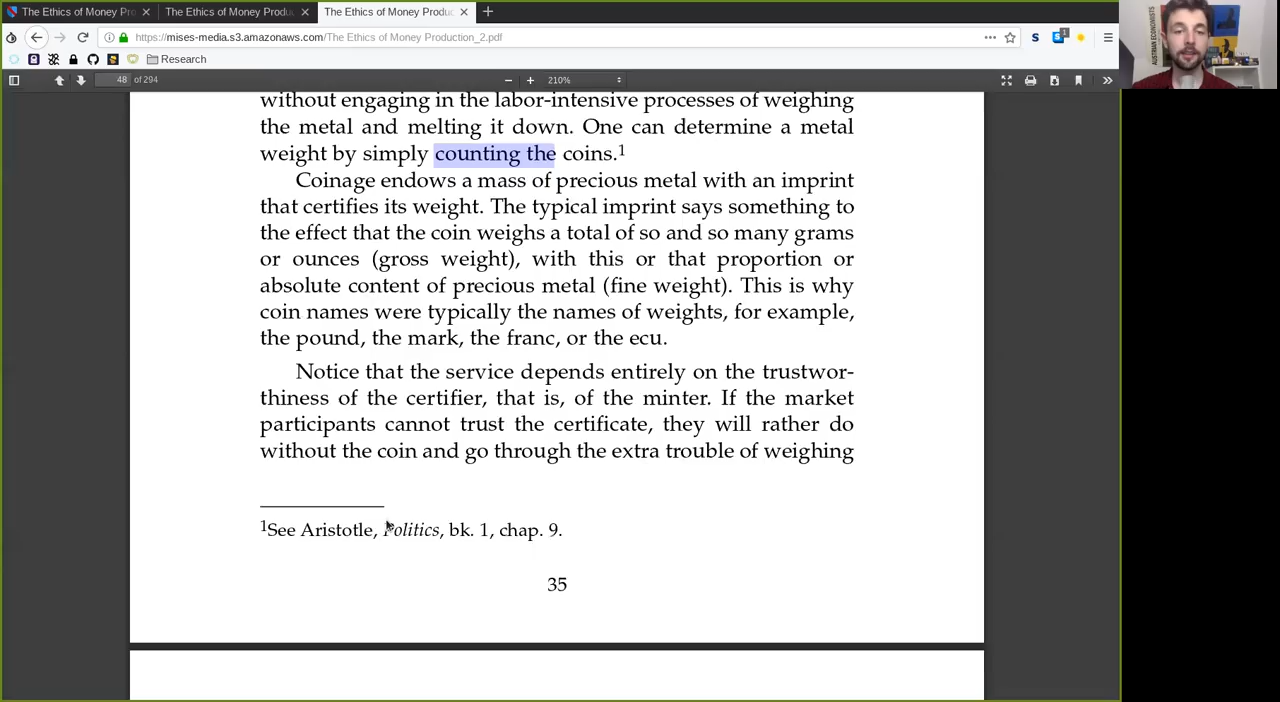 The Ethics of Money Pro
The Ethics of Money Produ
The Ethics of Money Produc
https://mises-media.s3.amazonaws.com/The Ethics of Money Production_2.pdf
S
1
Research
48 of 294
210%
without engaging in the labor-intensive processes of weighing
the metal and melting it down. One can determine a metal
weight by simply counting the coins.1
Coinage endows a mass of precious metal with an imprint
that certifies its weight. The typical imprint says something to
the effect that the coin weighs a total of so and so many grams
or ounces (gross weight), with this or that proportion or
absolute content of precious metal (fine weight). This is why
coin names were typically the names of weights, for example,
the pound, the mark, the franc, or the ecu.
Notice that the service depends entirely on the trustwor-
thiness of the certifier, that is, of the minter. If the market
participants cannot trust the certificate, they will rather do
without the coin and go through the extra trouble of weighing
1See Aristotle, Politics, bk. 1, chap. 9.
35
AUSTRIAN ECONOMISTS